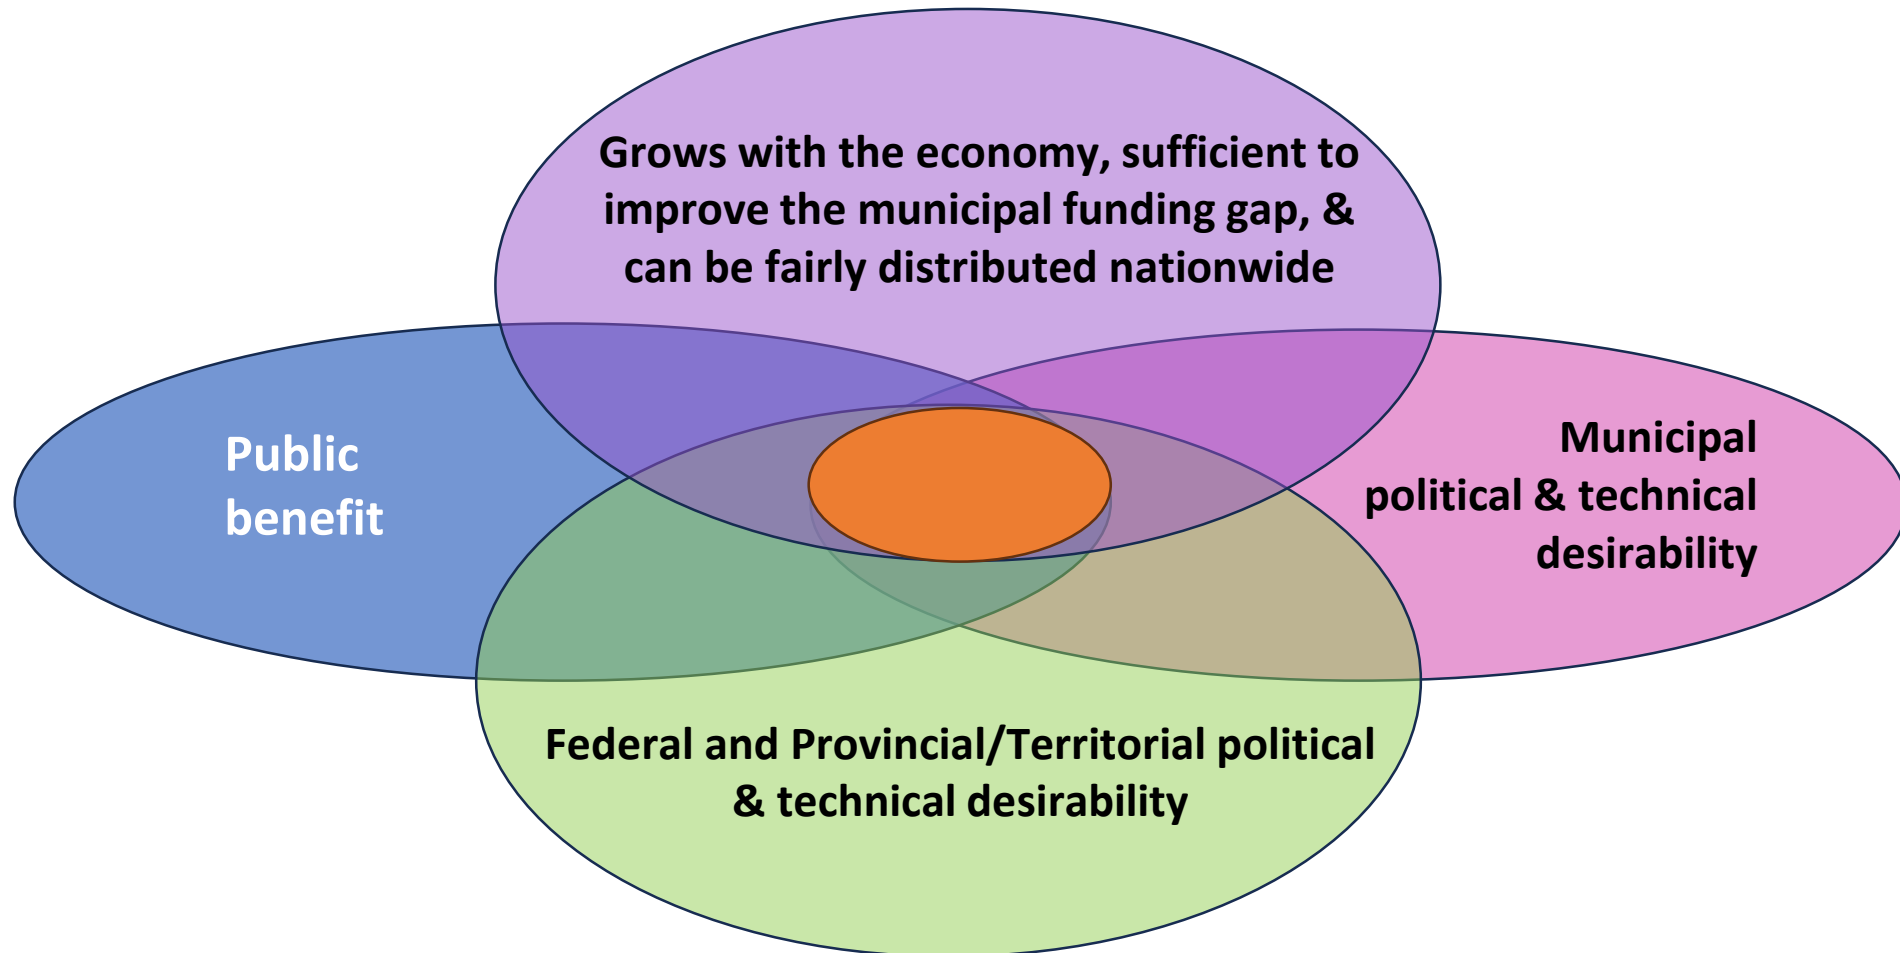 Grows with the economy, sufficient to
improve the municipal funding gap, &
can be fairly distributed nationwide
Public
benefit
Municipal
political & technical
desirability
Federal and Provincial/Territorial political
& technical desirability